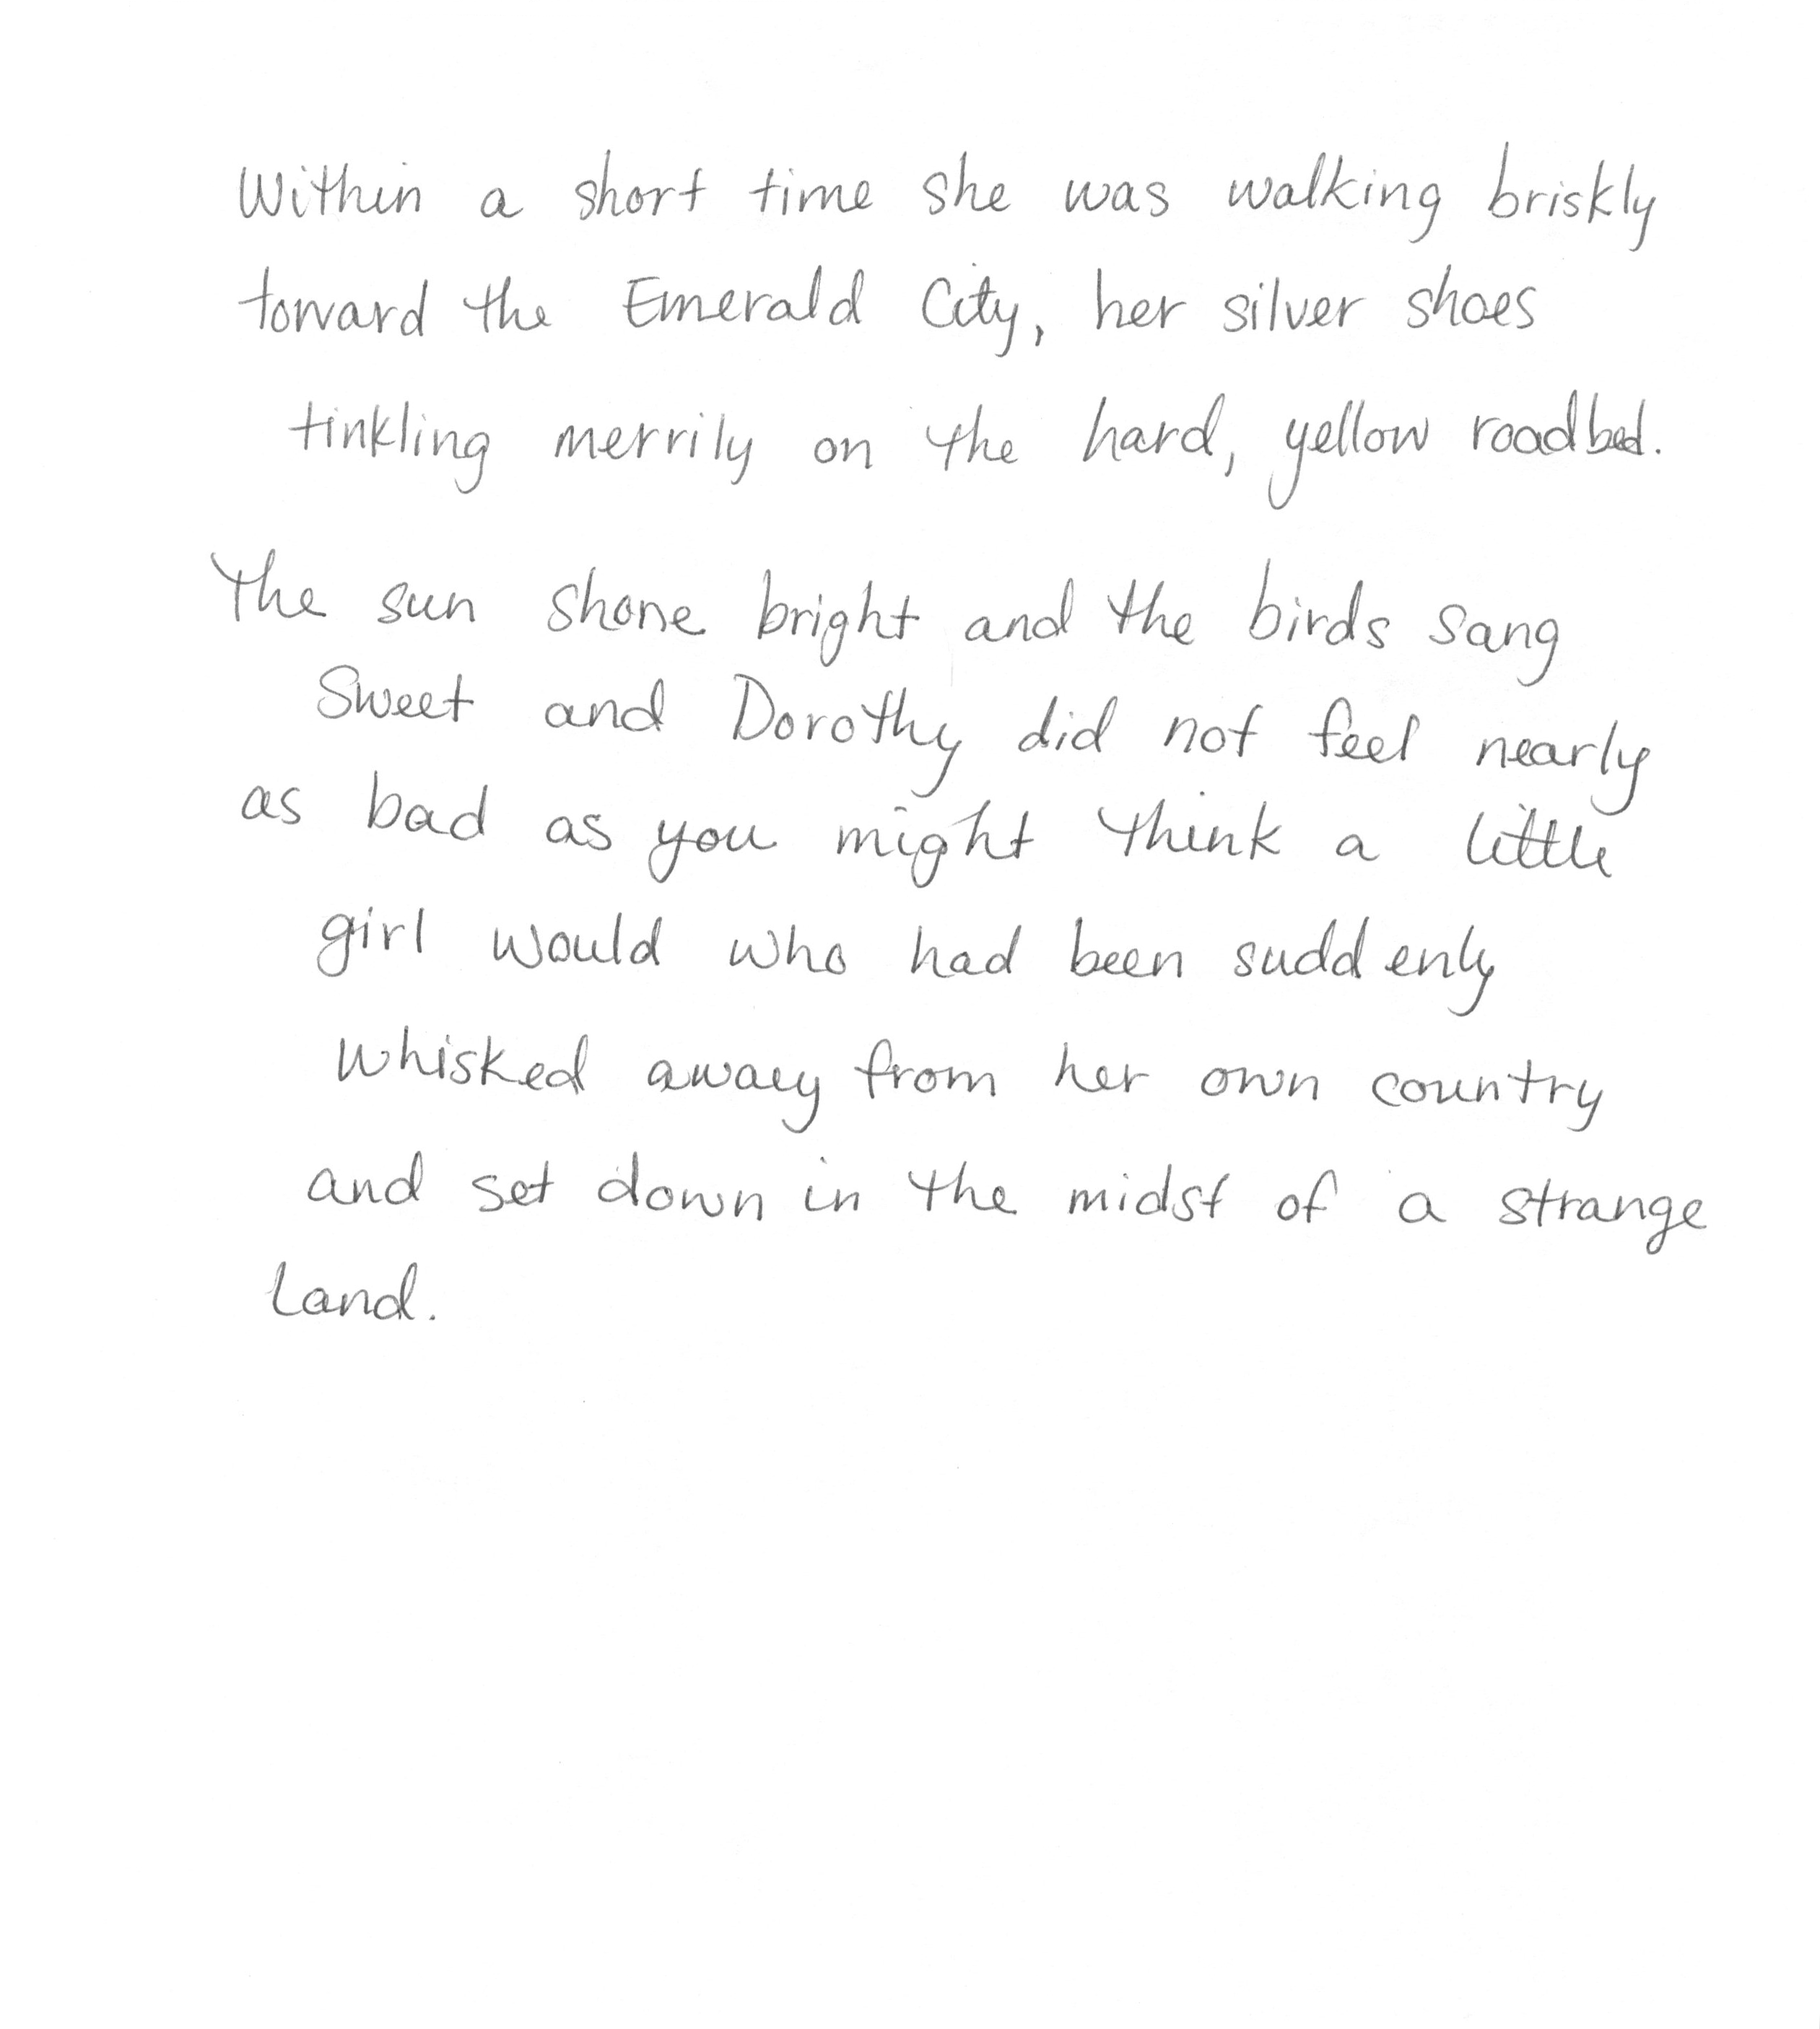 Within a short time she was walking briskly
toward the Emerald City, her silver shoes
tinkling merrily on the hard, yellow roadbed.
The sun shone bright and the birds sang
Sweet and Dorothy did not feel nearly
as bad as you might think a little
girl would who had been suddenly
whisked away from her own country
and set down in the midst of a strange
land.